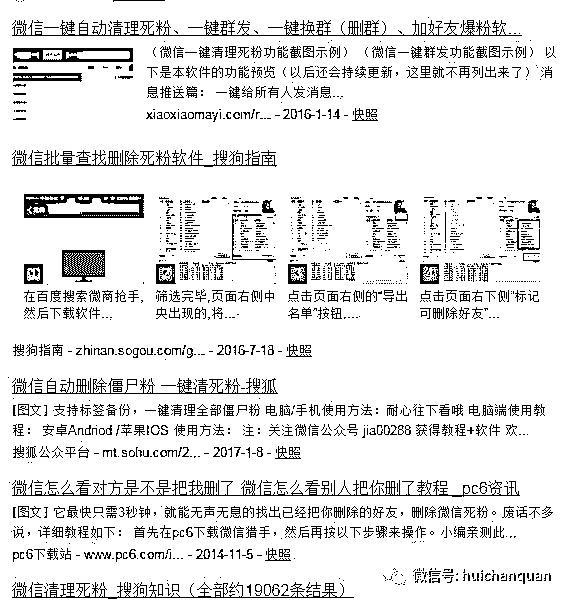 微信一键自动清理死粉、一键群发、一键换群（删群）、加好友爆粉软...
（微信一键清理死粉功能截图示例）（微信一键群发功能截图示例） 以
下是本软件的功能预览（以后还会持续更新，这里就不再列出来了） 消
息推送篇： 一键给所有人发消息...
xiaoxiaomayi.com/r... - 2016-1-14 - 快照
微信批量查找删除死粉软件_搜狗指南
在百度搜索微商抢手,
然后下载软件...
筛选完毕,页面右侧中
央出现的,将...
点击页面右侧的“导出
名单”按钮,...
点击页面右下侧“标记
可删除好友”...
搜狗指南 - zhinan.sogou.com/g... - 2016-7-18 - 快照
微信自动删除僵尸粉 一键清死粉-搜狐
[图文] 支持标签备份，一键清理全部僵尸粉 电脑/手机使用方法：耐心往下看哦 电脑端使用教
程： 安卓Andriod /苹果IOS 使用方法： 注：关注微信公众号 jia00288 获得教程+软件 欢...
搜狐公众平台 - mt.sohu.com/2... - 2017-1-8 - 快照
微信怎么看对方是不是把我删了 微信怎么看别人把你删了教程 _pc6资讯
[图文] 它最快只需3秒钟，就能无声无息的找出已经把你删除的好友，删除微信死粉。废话不多
说，详细教程如下： 首先在pc6下载微信猎手，然后再按以下步骤来操作。小编亲测此...
pc6下载站 - www.pc6.com/i... - 2014-11-5 - 快照
微信清理死粉_搜狗知识（全部约19062条结果）
微信号: huichanquan